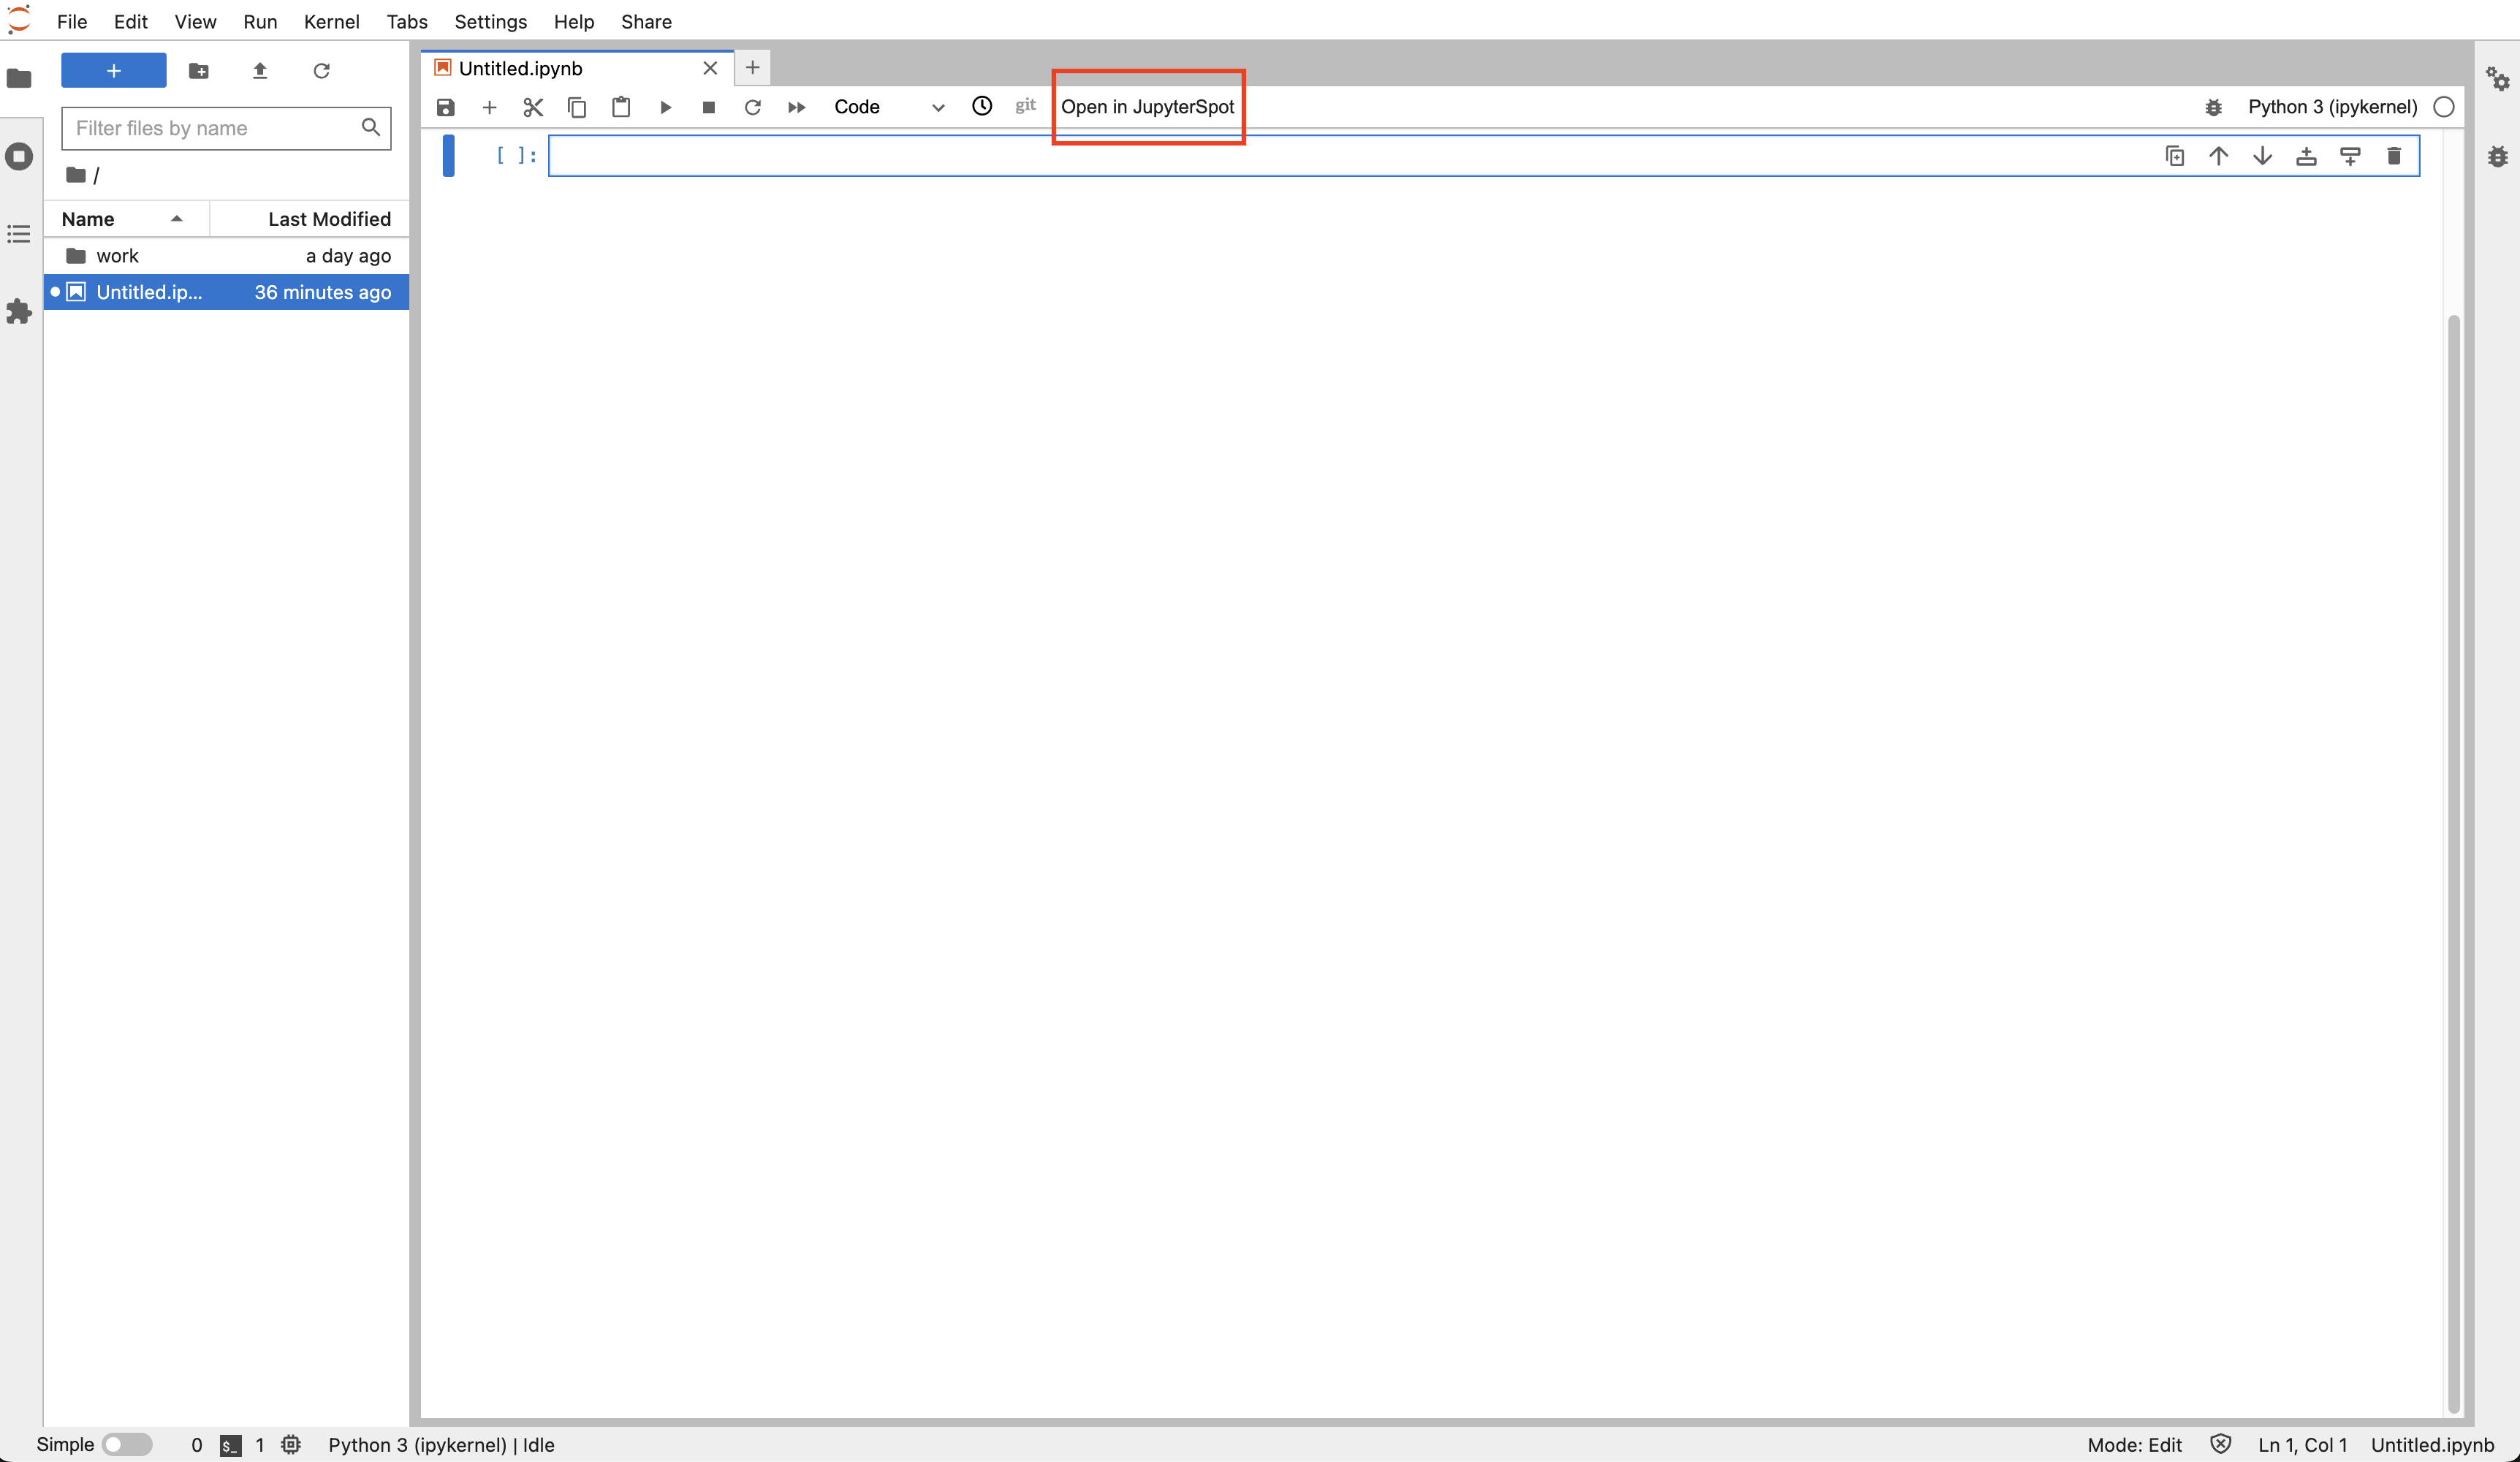 File Edit View Run Kernel Tabs Settings Help Share
+
Filter files by name
/
Name Last Modified
work a day ago
Untitled.ip... 36 minutes ago
Untitled.ipynb
Code git Open in JupyterSpot Python 3 (ipykernel)
[ ]:
Simple 0 $_ 1 Python 3 (ipykernel) | Idle Mode: Edit Ln 1, Col 1 Untitled.ipynb